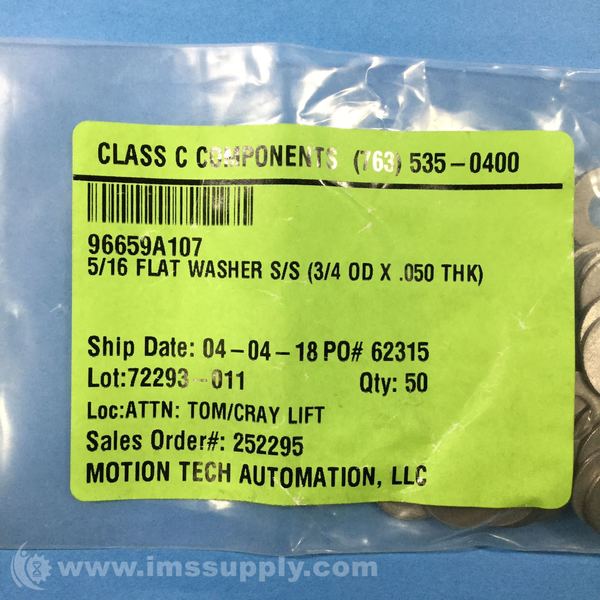 CLASS C COMPONENTS (763) 535-0400
96659A107
5/16 FLAT WASHER S/S (3/4 OD X .050 THK)
Ship Date: 04-04-18 PO# 62315
Lot:72293-011 Qty: 50
Loc:ATTN: TOM/CRAY LIFT
Sales Order#: 252295
MOTION TECH AUTOMATION, LLC
www.imssupply.com